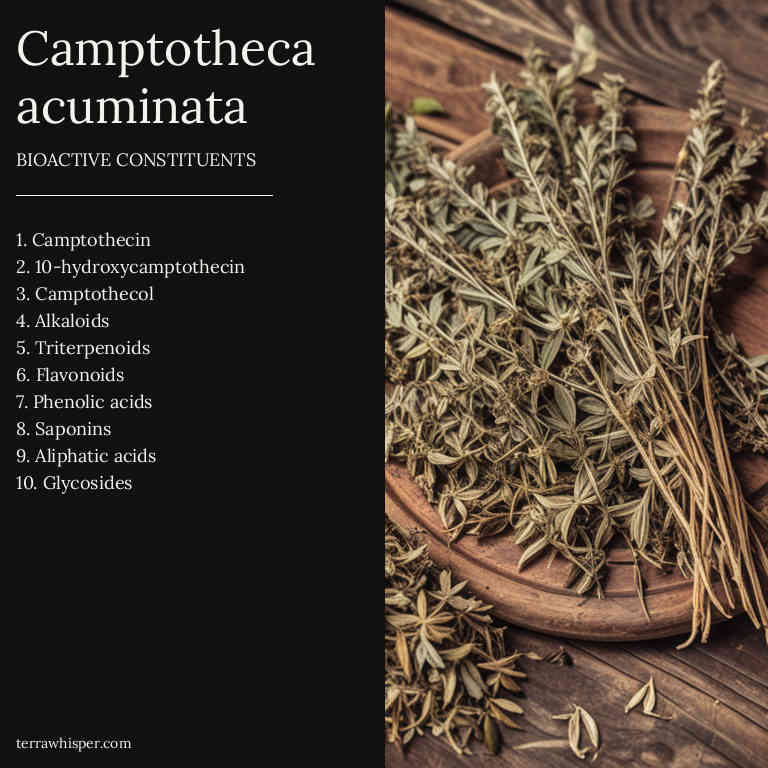 Camptotheca
acuminata
BIOACTIVE CONSTITUENTS
1. Camptothecin
2. 10-hydroxycamptothecin
3. Camptothecol
4. Alkaloids
5. Triterpenoids
6. Flavonoids
7. Phenolic acids
8. Saponins
9. Aliphatic acids
10. Glycosides
terrawhisper.com